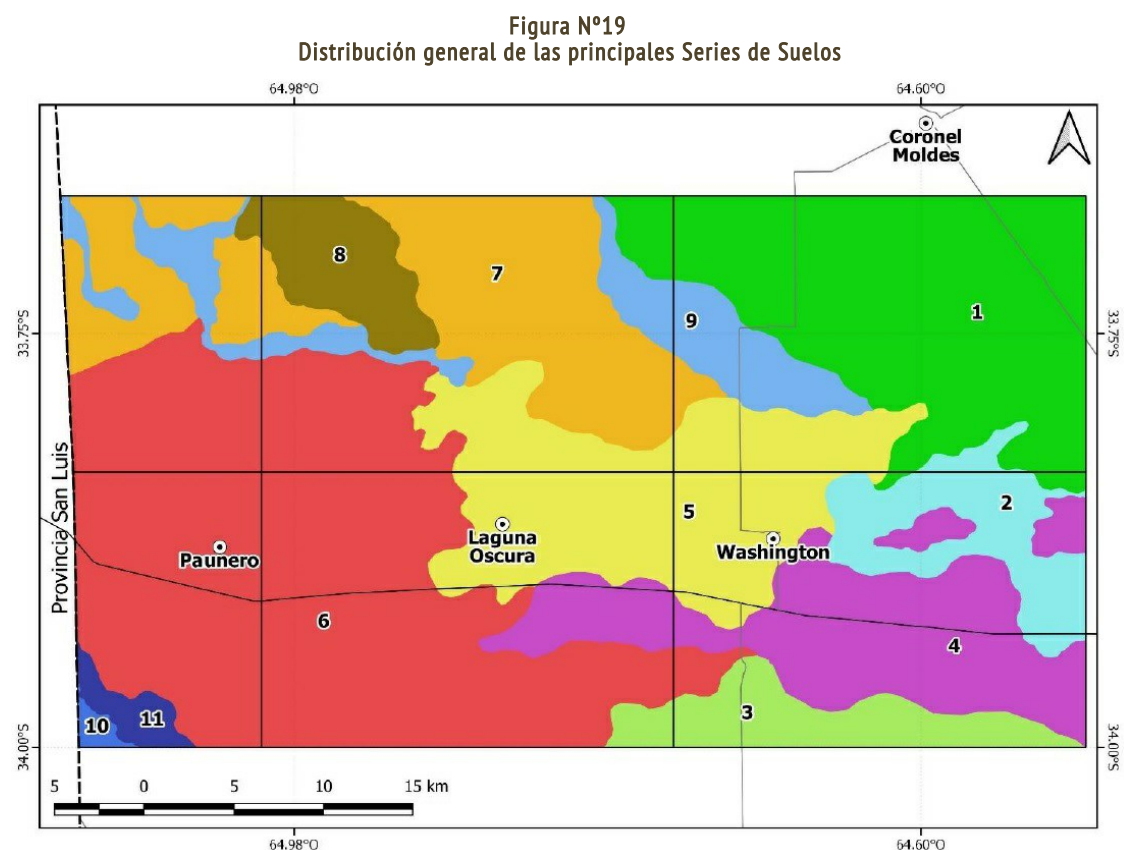 Figura Nº19
Distribución general de las principales Series de Suelos
64.98°O
64.60°O
Coronel
Moldes
8
7
1
9
33.75°S
33.75°S
Provincia San Luis
2
5
Laguna
Oscura
Paunero
Washington
6
4
3
11
10
34.00°S
34.00°S
5
0
5
10
15 km
64.98°O
64.60°O